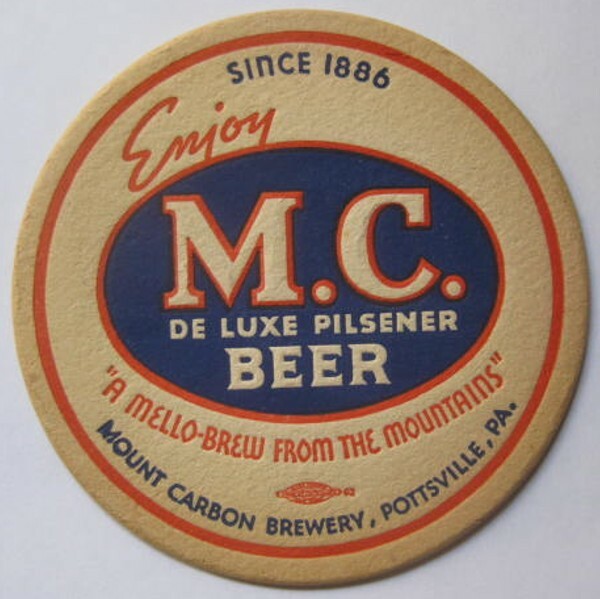 SINCE 1886
Enjoy
M.C.
DE LUXE PILSENER
BEER
"A MELLO-BREW FROM THE MOUNTAINS"
MOUNT CARBON BREWERY, POTTSVILLE, PA.